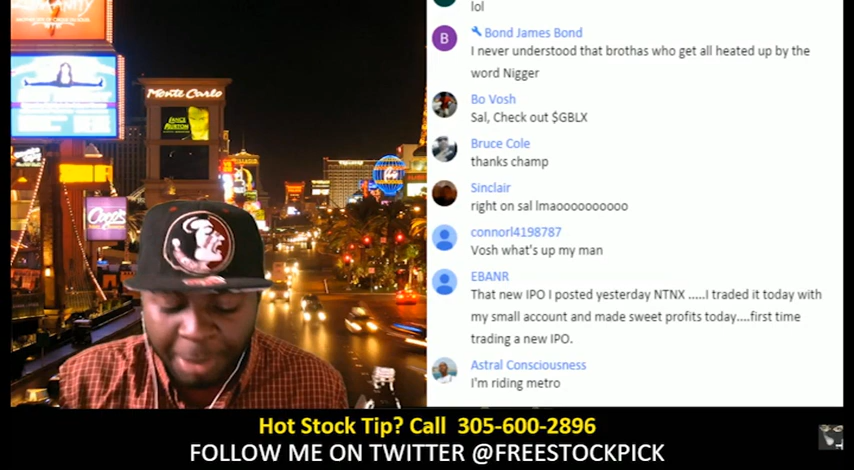 Monte Carlo
lol
B
Bond James Bond
I never understood that brothas who get all heated up by the
word Nigger
Bo Vosh
Sal, Check out $GBLX
Bruce Cole
thanks champ
Sinclair
right on sal lmaoooooooooo
connorl4198787
Vosh what's up my man
EBANR
That new IPO I posted yesterday NTNX .....I traded it today with
my small account and made sweet profits today....first time
trading a new IPO.
Astral Consciousness
I'm riding metro
Hot Stock Tip? Call 305-600-2896
FOLLOW ME ON TWITTER @FREESTOCKPICK